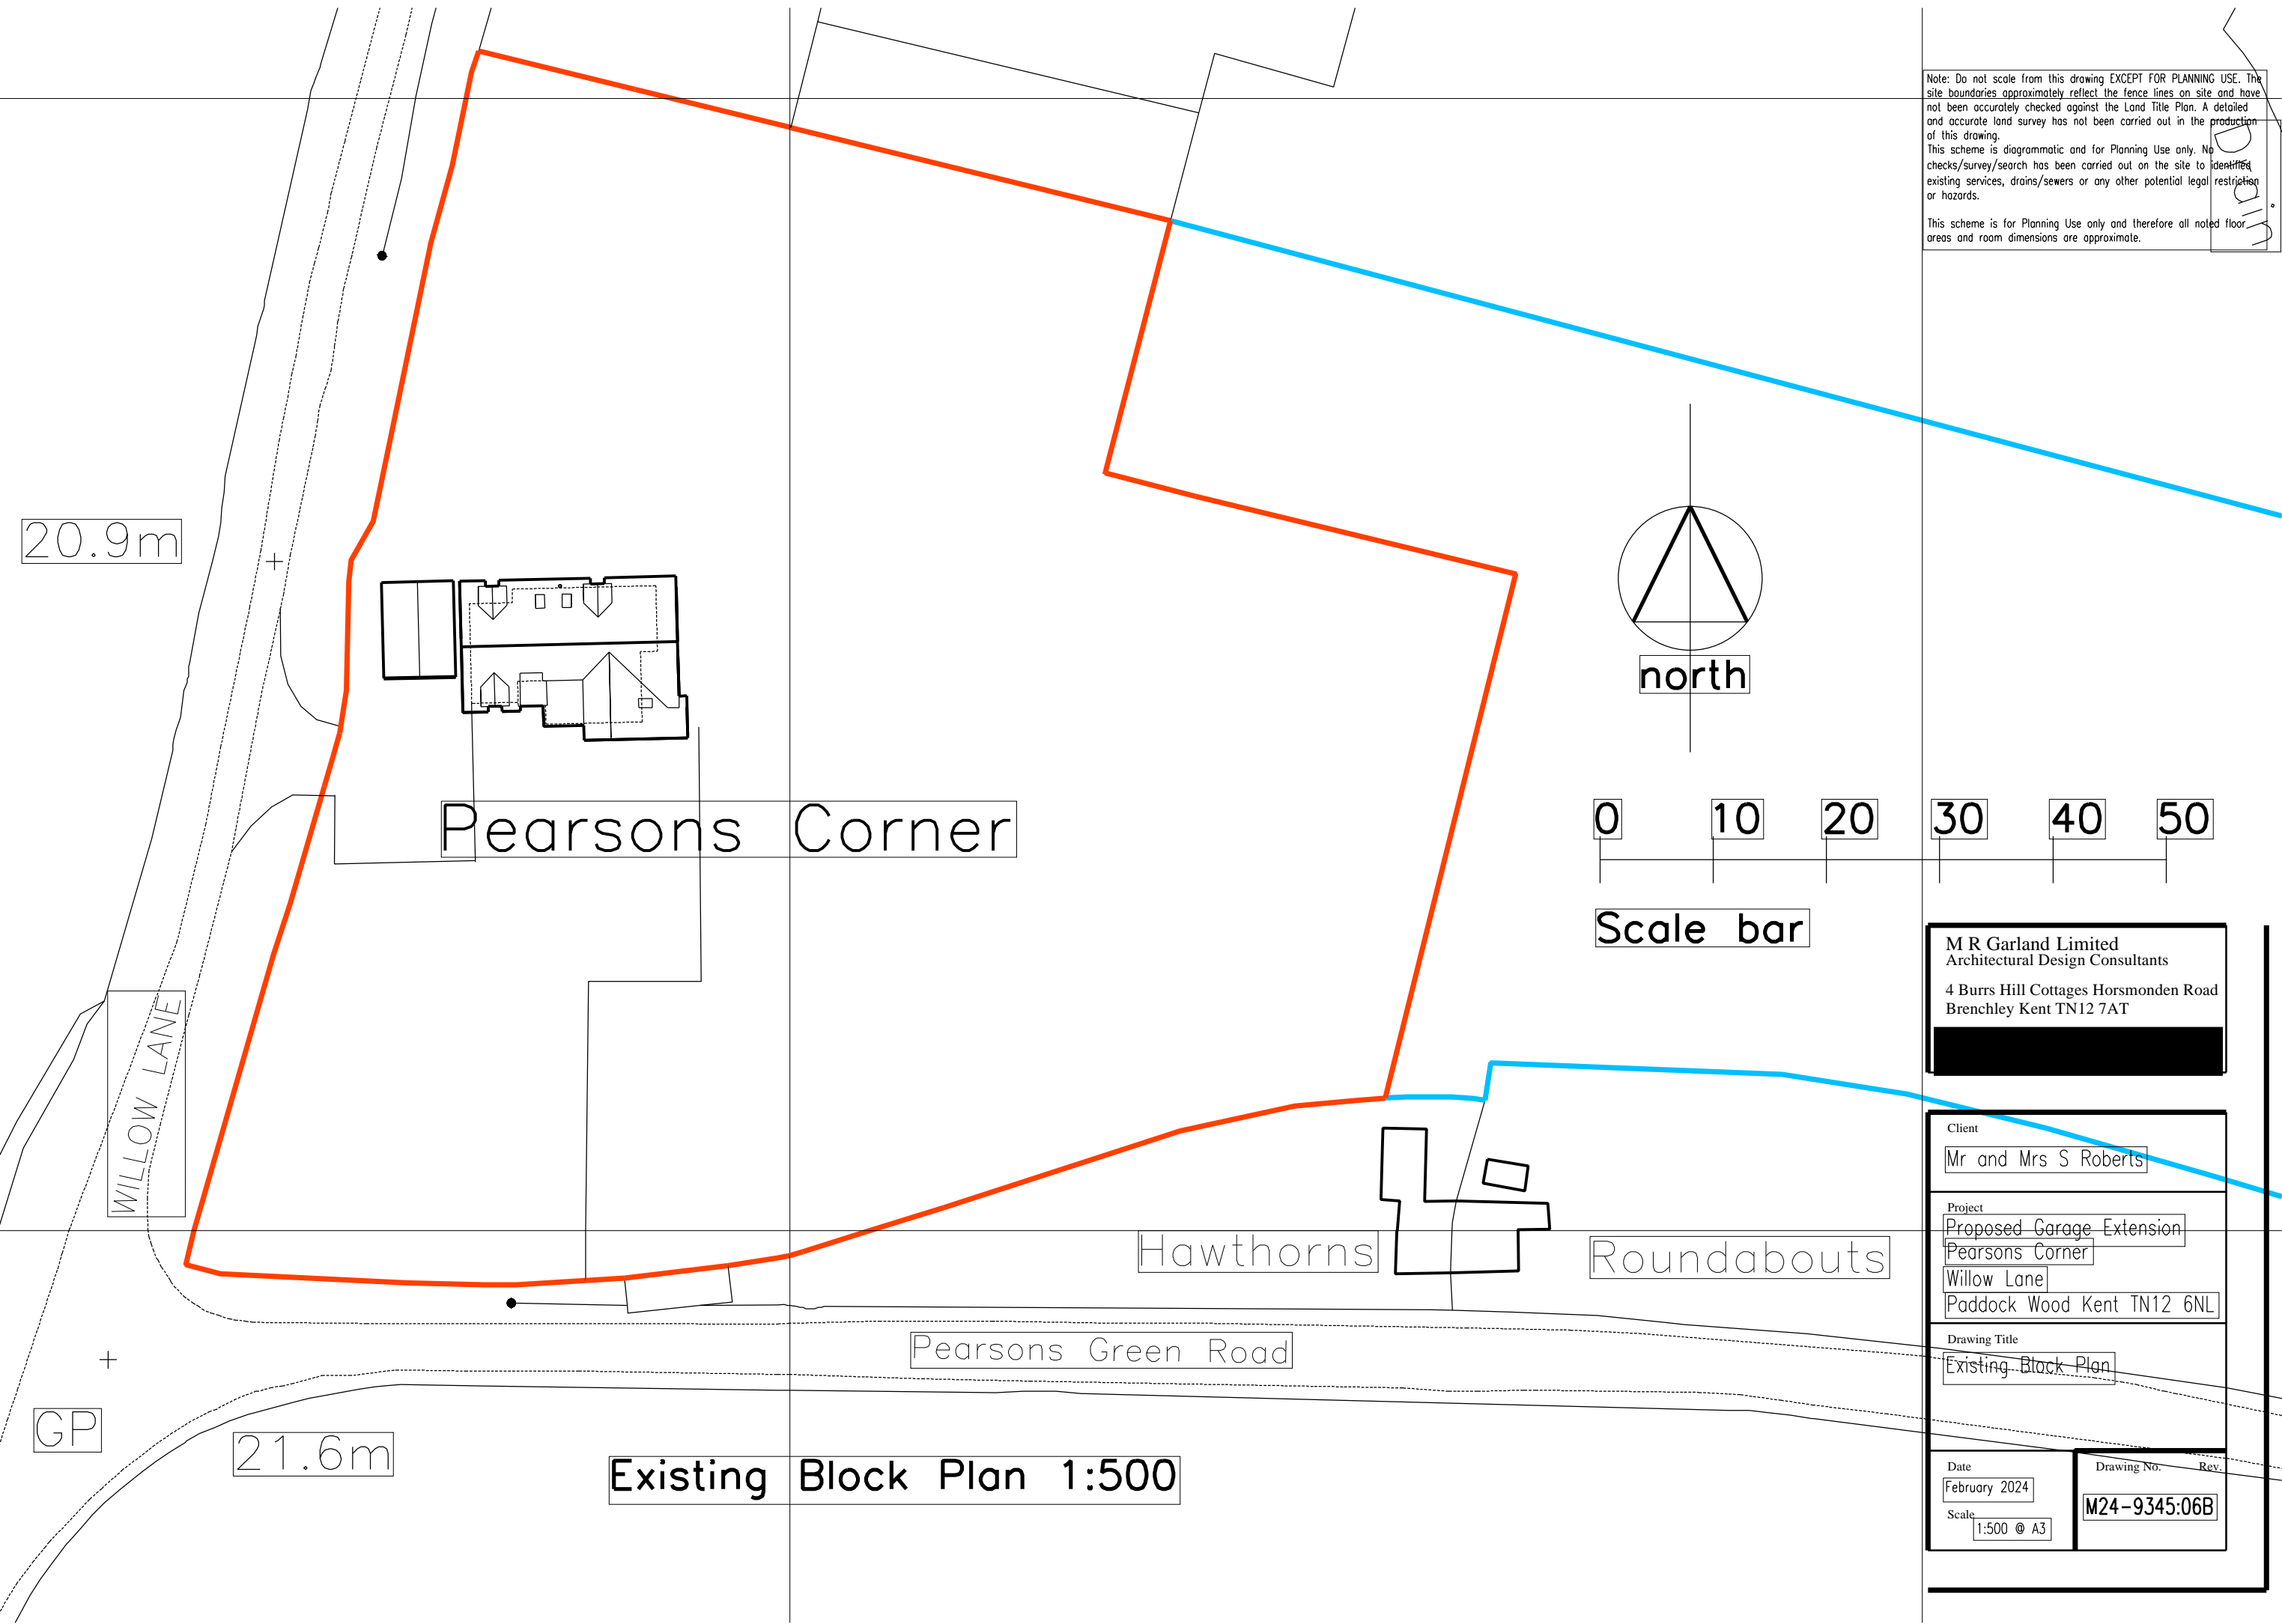 Note: Do not scale from this drawing EXCEPT FOR PLANNING USE. The
site boundaries approximately reflect the fence lines on site and have
not been accurately checked against the Land Title Plan. A detailed
and accurate land survey has not been carried out in the production
of this drawing.
This scheme is diagrammatic and for Planning Use only. No
checks/survey/search has been carried out on the site to identified
existing services, drains/sewers or any other potential legal restriction
or hazards.
This scheme is for Planning Use only and therefore all noted floor
areas and room dimensions are approximate.
20.9m
north
Pearsons Corner
0 10 20 30 40 50
Scale bar
M R Garland Limited
Architectural Design Consultants
4 Burrs Hill Cottages Horsmonden Road
Brenchley Kent TN12 7AT
WILLOW LANE
Client
Mr and Mrs S Roberts
Project
Proposed Garage Extension
Pearsons Corner
Willow Lane
Paddock Wood Kent TN12 6NL
Hawthorns
Roundabouts
Pearsons Green Road
Drawing Title
Existing Block Plan
GP
21.6m
Existing Block Plan 1:500
Date
February 2024
Scale
1:500 @ A3
Drawing No. Rev.
M24-9345:06B